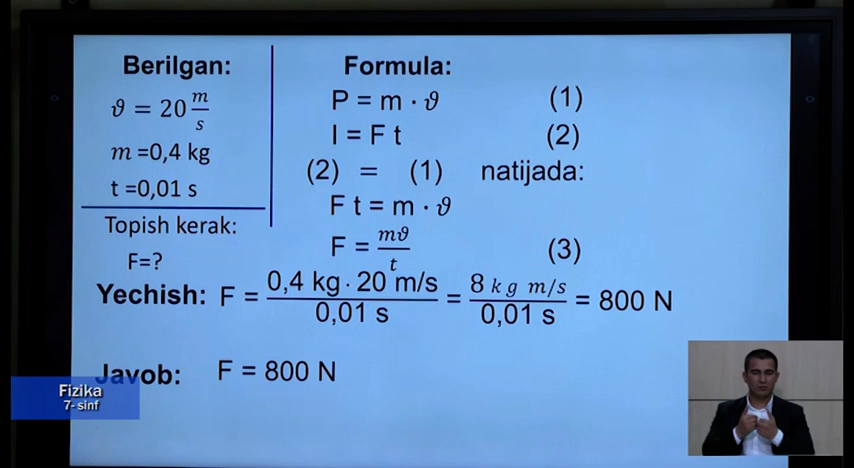 Berilgan:
ϑ = 20 m/s
m =0,4 kg
t =0,01 s
Topish kerak:
F=?
Formula:
P = m · ϑ (1)
I = F t (2)
(2) = (1) natijada:
F t = m · ϑ
F = mϑ/t (3)
Yechish: F = 0,4 kg · 20 m/s / 0,01 s = 8 kg m/s / 0,01 s = 800 N
Javob: F = 800 N
Fizika
7- sinf